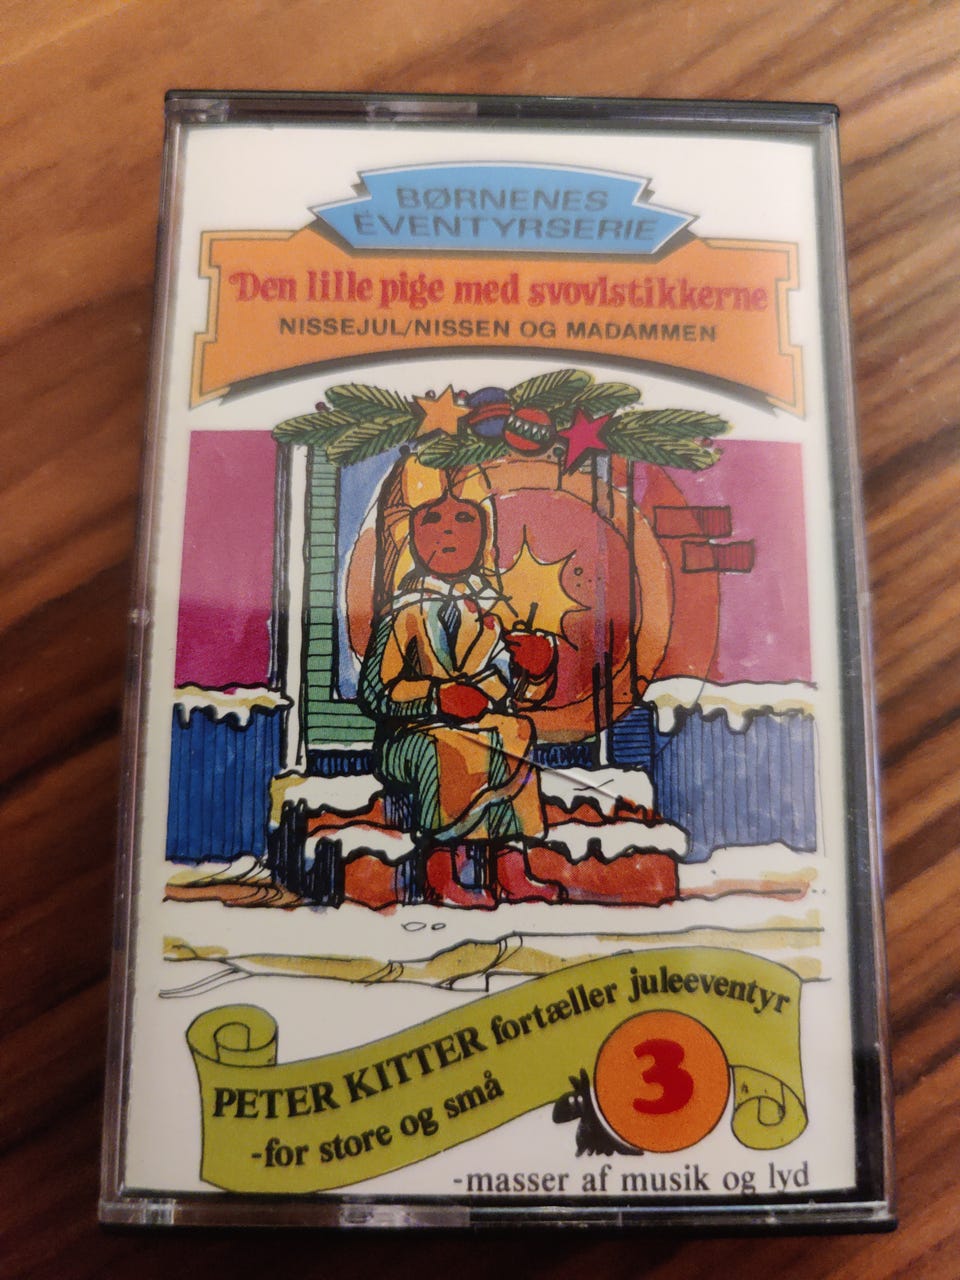 BØRNENES
EVENTYRSERIE
Den lille pige med svovlstikkerne
NISSEJUL/NISSEN OG MADAMMEN
PETER KITTER fortæller juleeventyr
-for store og små
3
-masser af musik og lyd